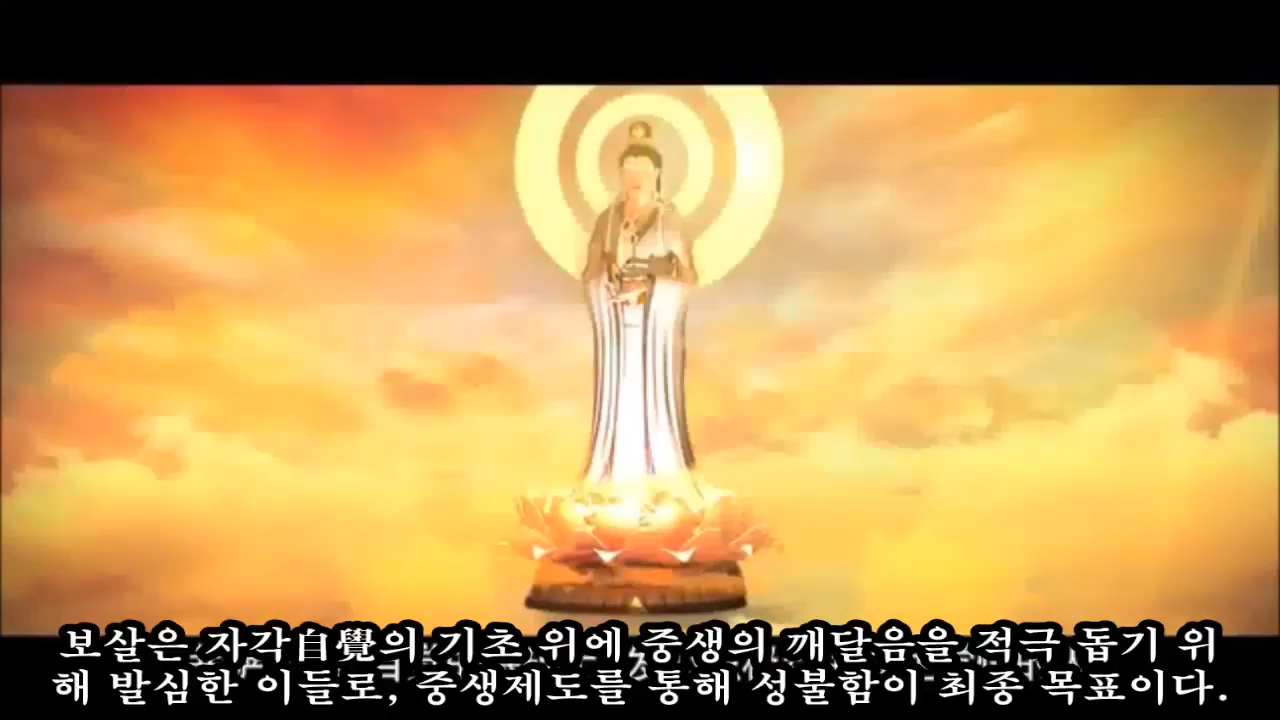 보살은 자각自覺의 기초 위에 중생의 깨달음을 적극 돕기 위
해 발심한 이들로, 중생제도를 통해 성불함이 최종 목표이다.